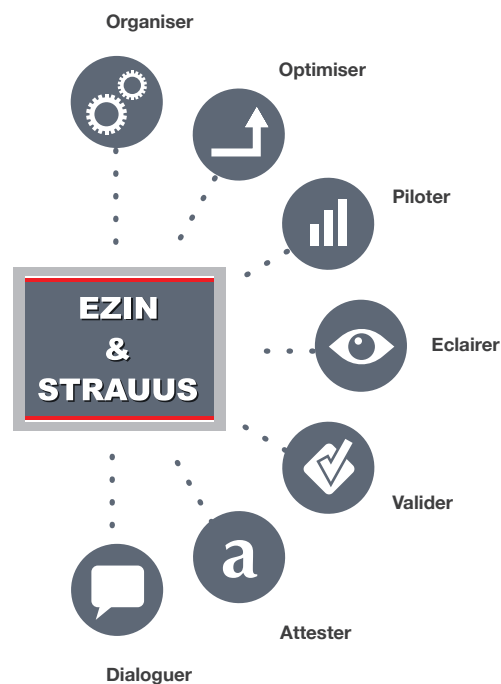 Organiser
Optimiser
Piloter
EZIN
&
STRAUUS
Eclairer
Valider
a
Attester
Dialoguer